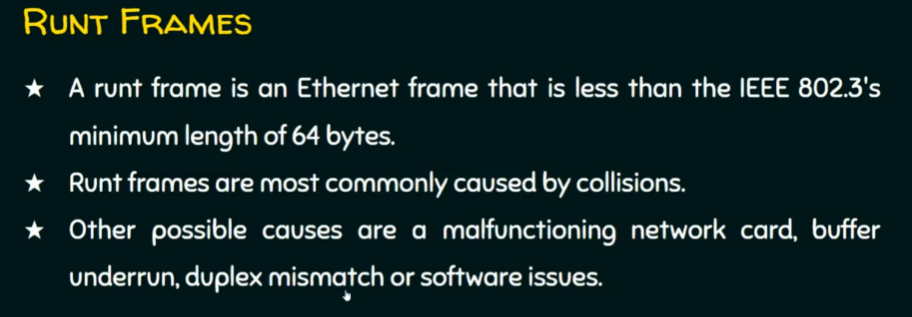 RUNT FRAMES
★ A runt frame is an Ethernet frame that is less than the IEEE 802.3's
minimum length of 64 bytes.
★ Runt frames are most commonly caused by collisions.
★ Other possible causes are a malfunctioning network card, buffer
underrun, duplex mismatch or software issues.